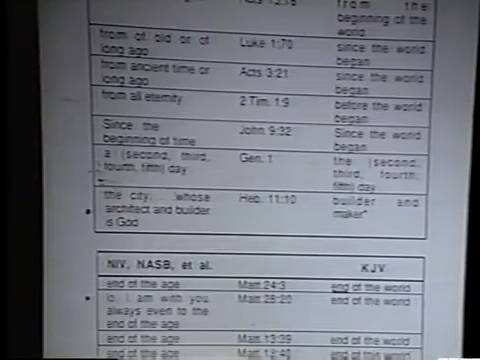 from the
beginning of the
world
from of old or of
long ago
Luke 1:70
since the world
began
from ancient time or
long ago
Acts 3:21
since the world
began
from all eternity
2 Tim. 1:9
before the world
began
Since the
beginning of time
John 9:32
Since the world
began
a (second, third,
fourth, fifth) day
Gen. 1
the (second,
third, fourth,
fifth) day
the city... whose
architect and builder
is God
Heb. 11:10
builder and
maker"
NIV, NASB, et al.
KJV
end of the age
Matt.24:3
end of the world
lo, I am with you
always even to the
end of the age
Matt.28:20
end of the world
end of the age
Matt.13:39
end of the world
end of the age
end of the world